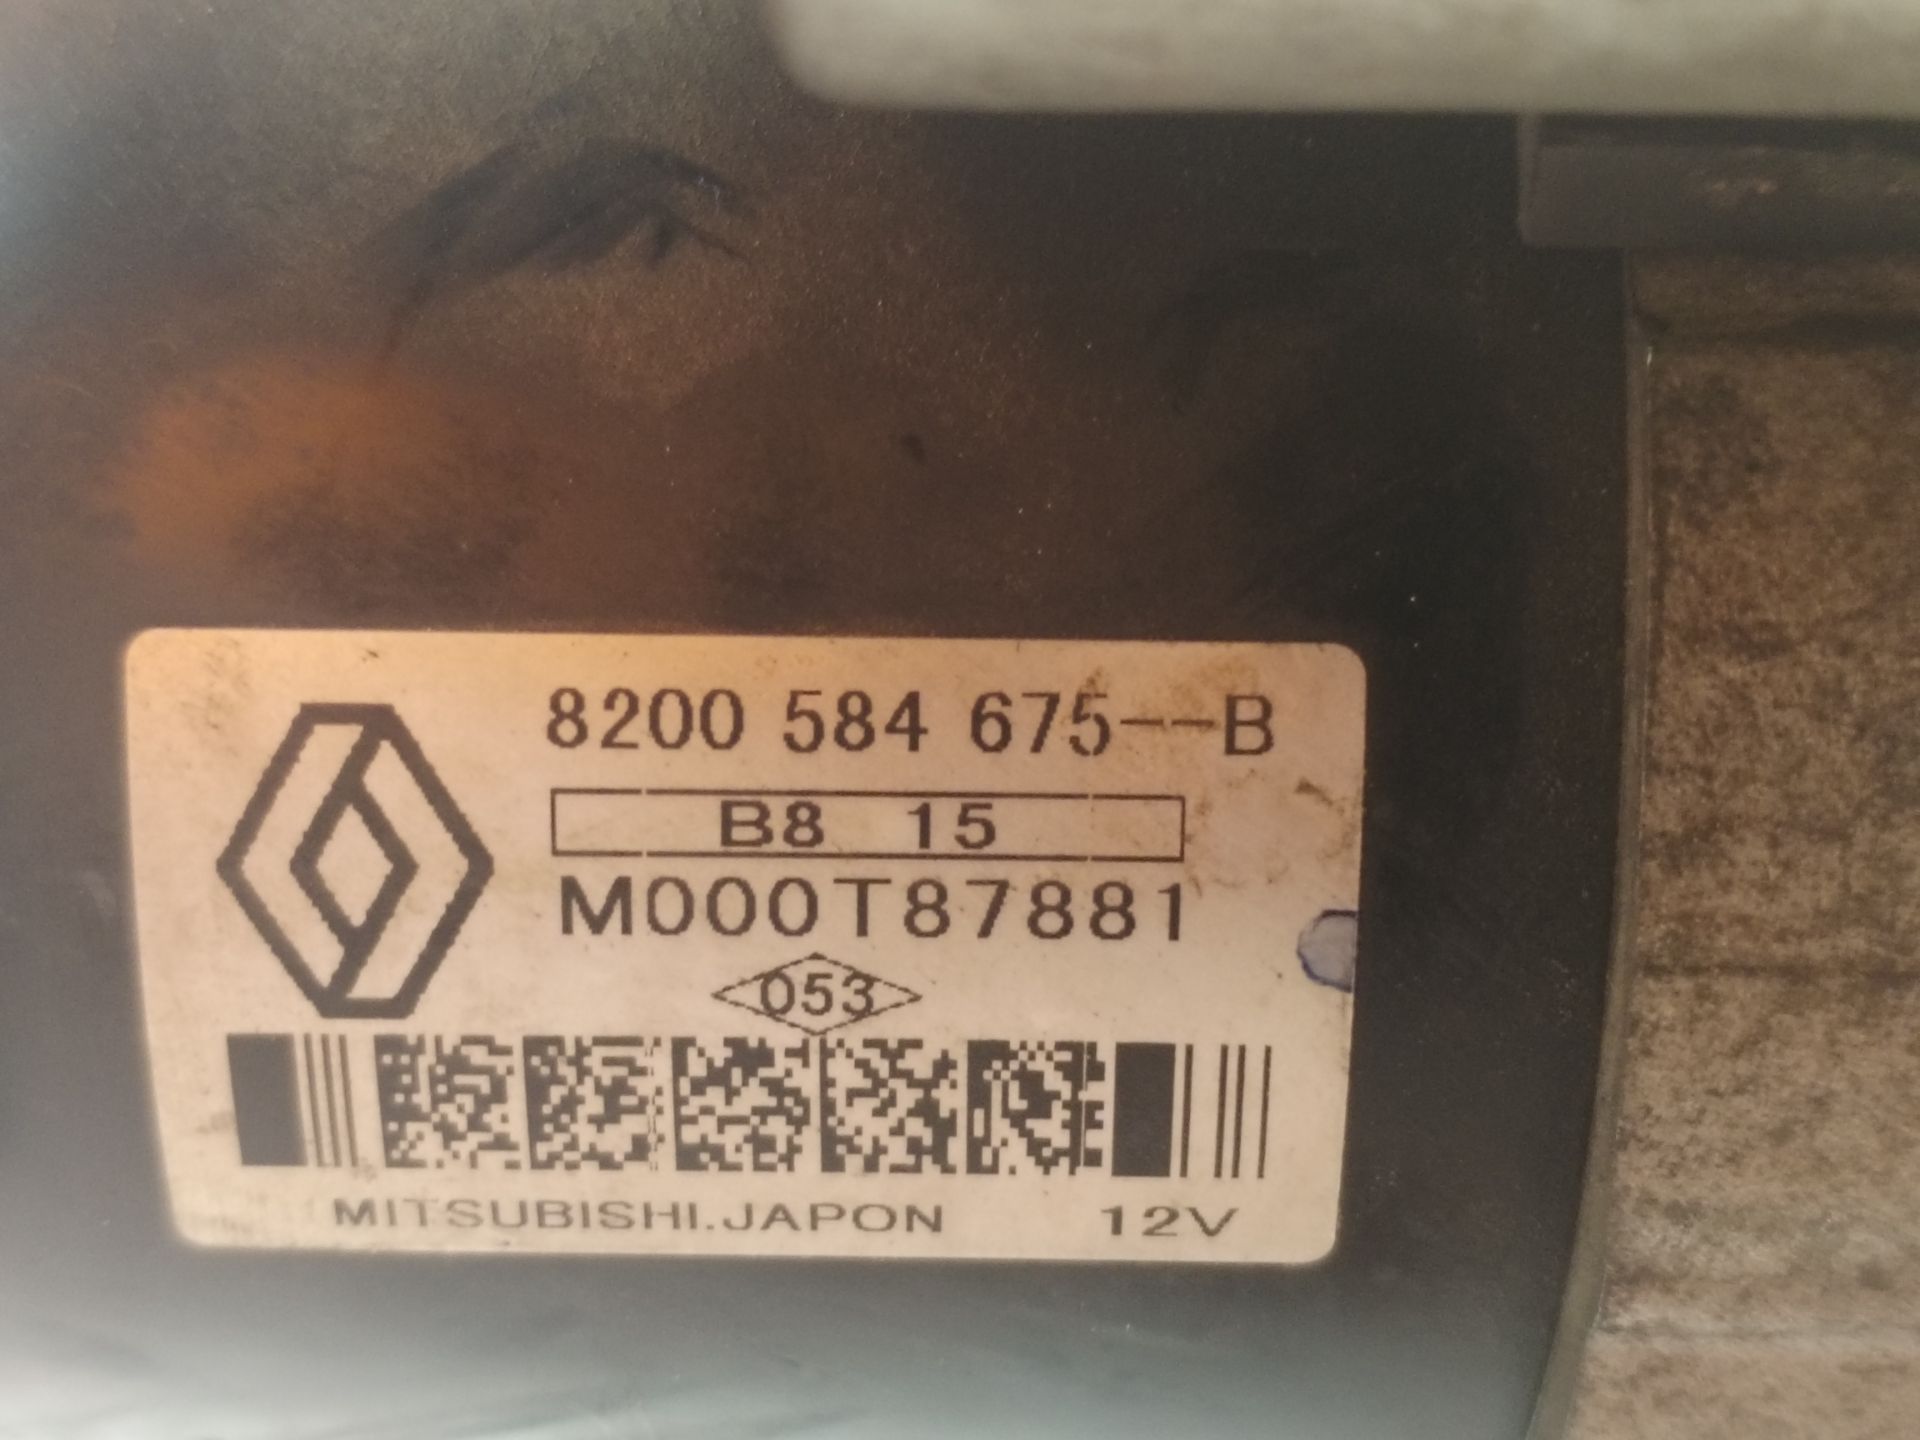 8200 584 675--B
B8 15
M000T87881
053
MITSUBISHI.JAPON 12V